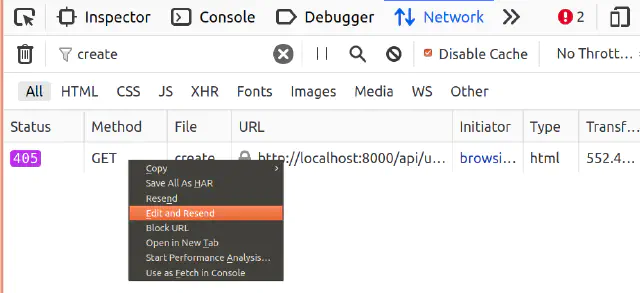 Inspector Console Debugger Network 2
create Disable Cache No Thrott...
All HTML CSS JS XHR Fonts Images Media WS Other
Status Method File URL Initiator Type Transf...
405 GET create http://localhost:8000/api/u... browsi... html 552.4...
Copy
Save All As HAR
Resend
Edit and Resend
Block URL
Open in New Tab
Start Performance Analysis...
Use as Fetch in Console